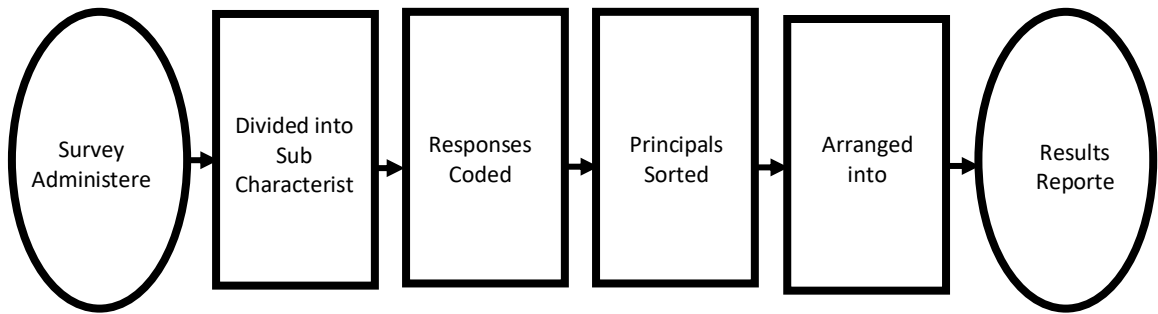 Survey
Administere
Divided into
Sub
Characterist
Responses
Coded
Principals
Sorted
Arranged
into
Results
Reporte